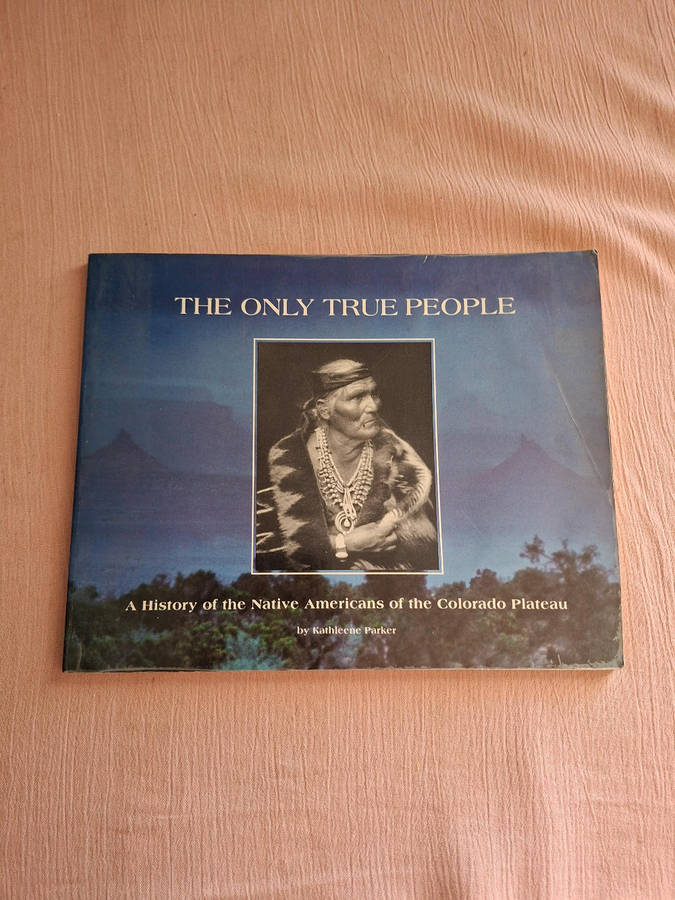 THE ONLY TRUE PEOPLE
A History of the Native Americans of the Colorado Plateau
by Kathleene Parker